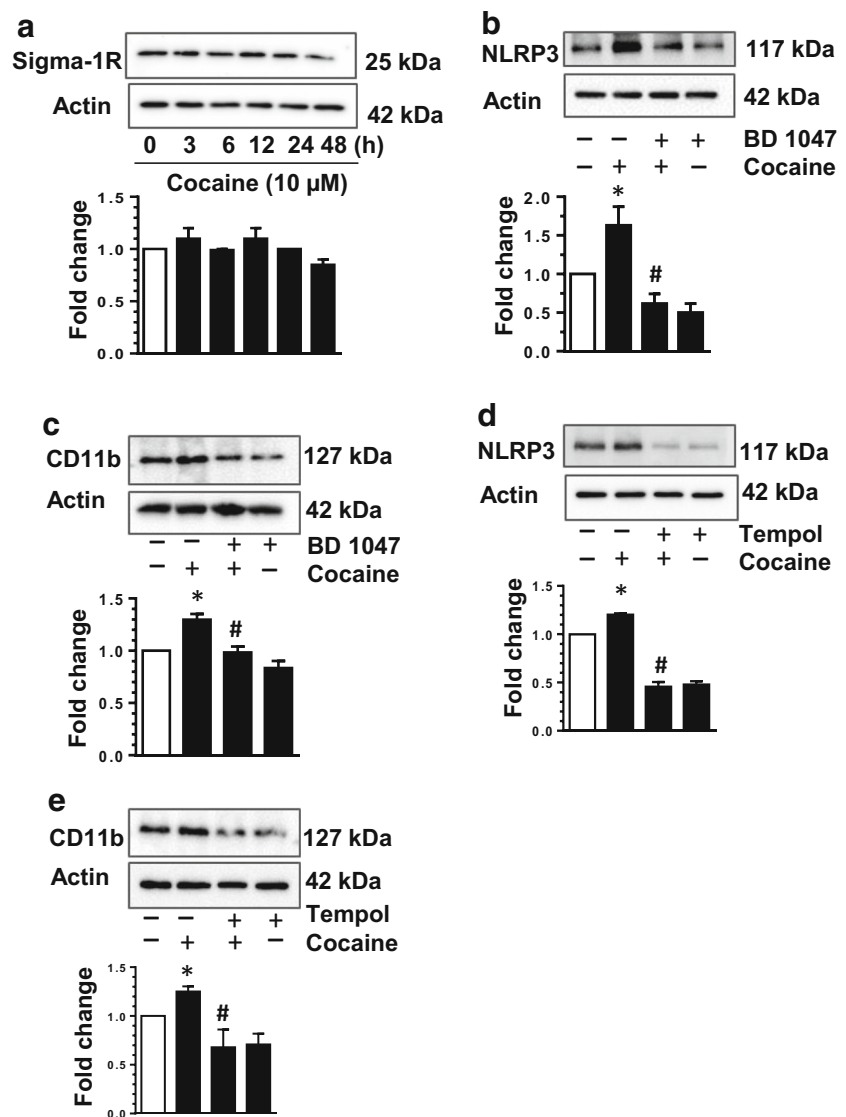 a
Sigma-1R
25 kDa
Actin
42 kDa
0 3 6 12 24 48 (h)
Cocaine (10 µM)
Fold change
1.5
1.0
0.5
0.0
b
NLRP3
117 kDa
Actin
42 kDa
− − + + BD 1047
− + + − Cocaine
Fold change
2.0
1.5
1.0
0.5
0.0
*
#
c
CD11b
127 kDa
Actin
42 kDa
− − + + BD 1047
− + + − Cocaine
Fold change
1.5
1.0
0.5
0.0
*
#
d
NLRP3
117 kDa
Actin
42 kDa
− − + + Tempol
− + + − Cocaine
Fold change
1.5
1.0
0.5
0.0
*
#
e
CD11b
127 kDa
Actin
42 kDa
− − + + Tempol
− + + − Cocaine
Fold change
1.5
1.0
0.5
0.0
*
#